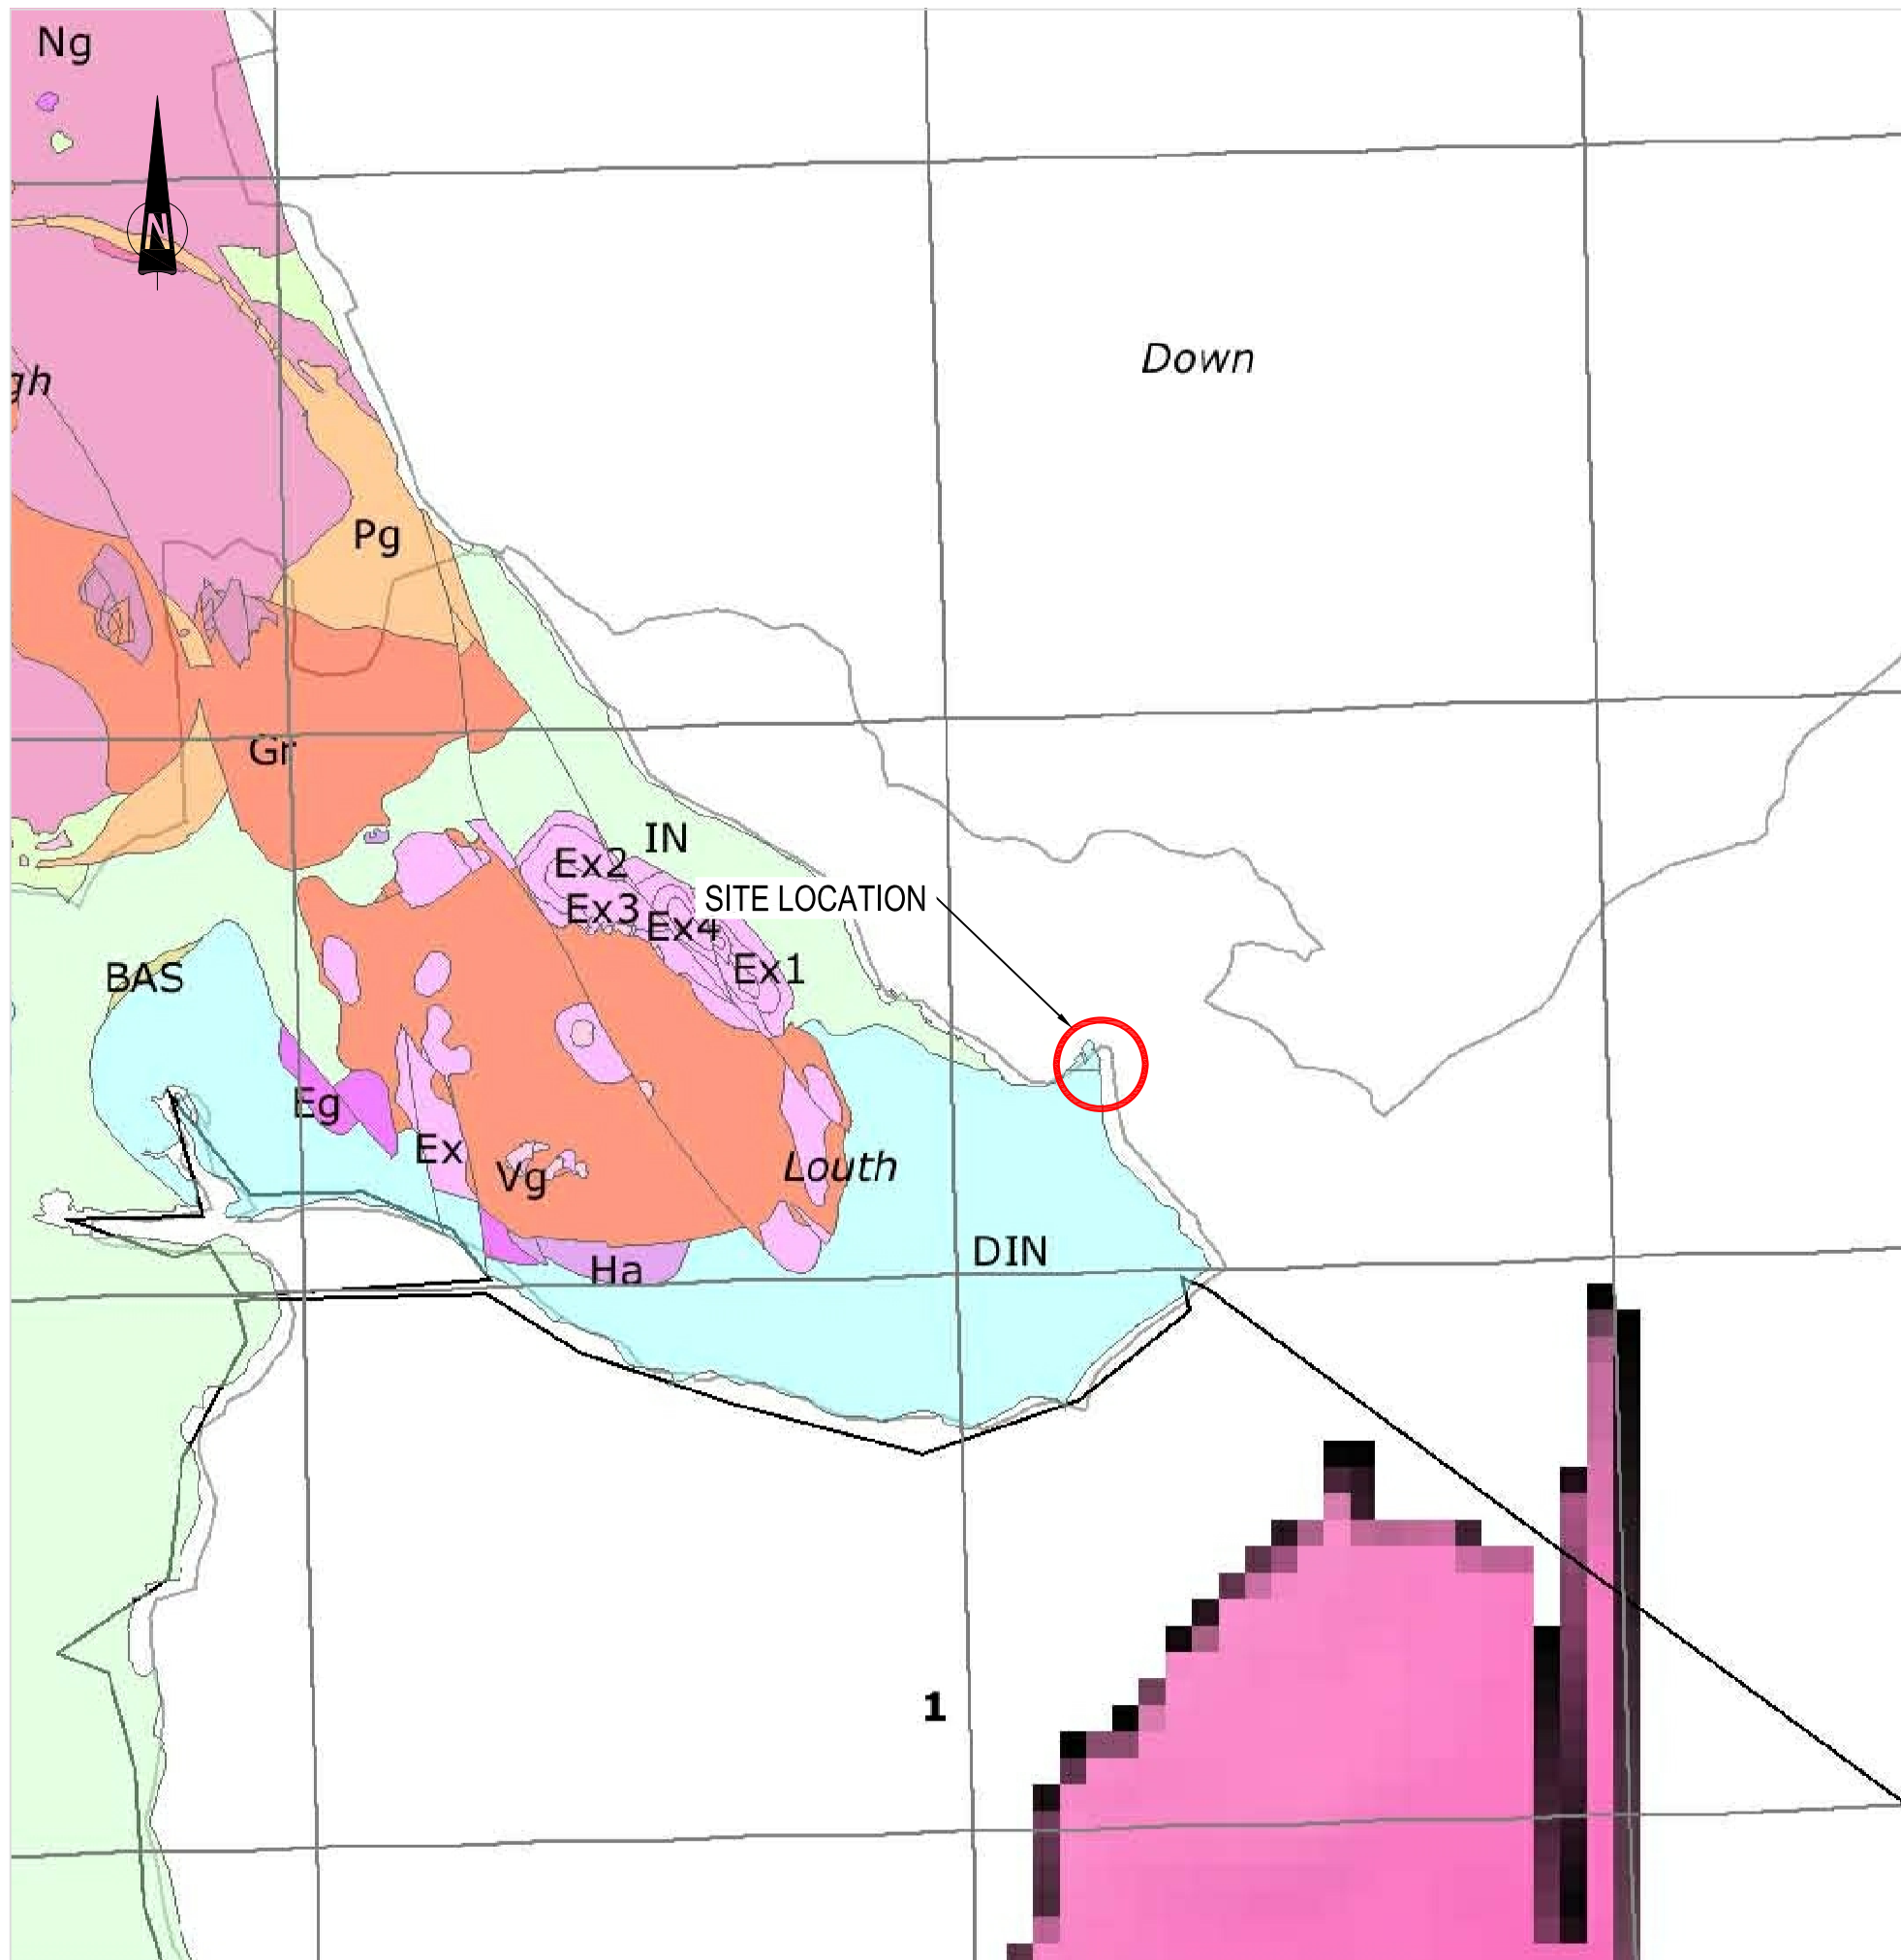 Ng
N
Down
gh
Pg
Gr
IN
Ex2
SITE LOCATION
Ex3
Ex4
Ex1
BAS
Eg
Ex
Vg
Louth
DIN
Ha
1